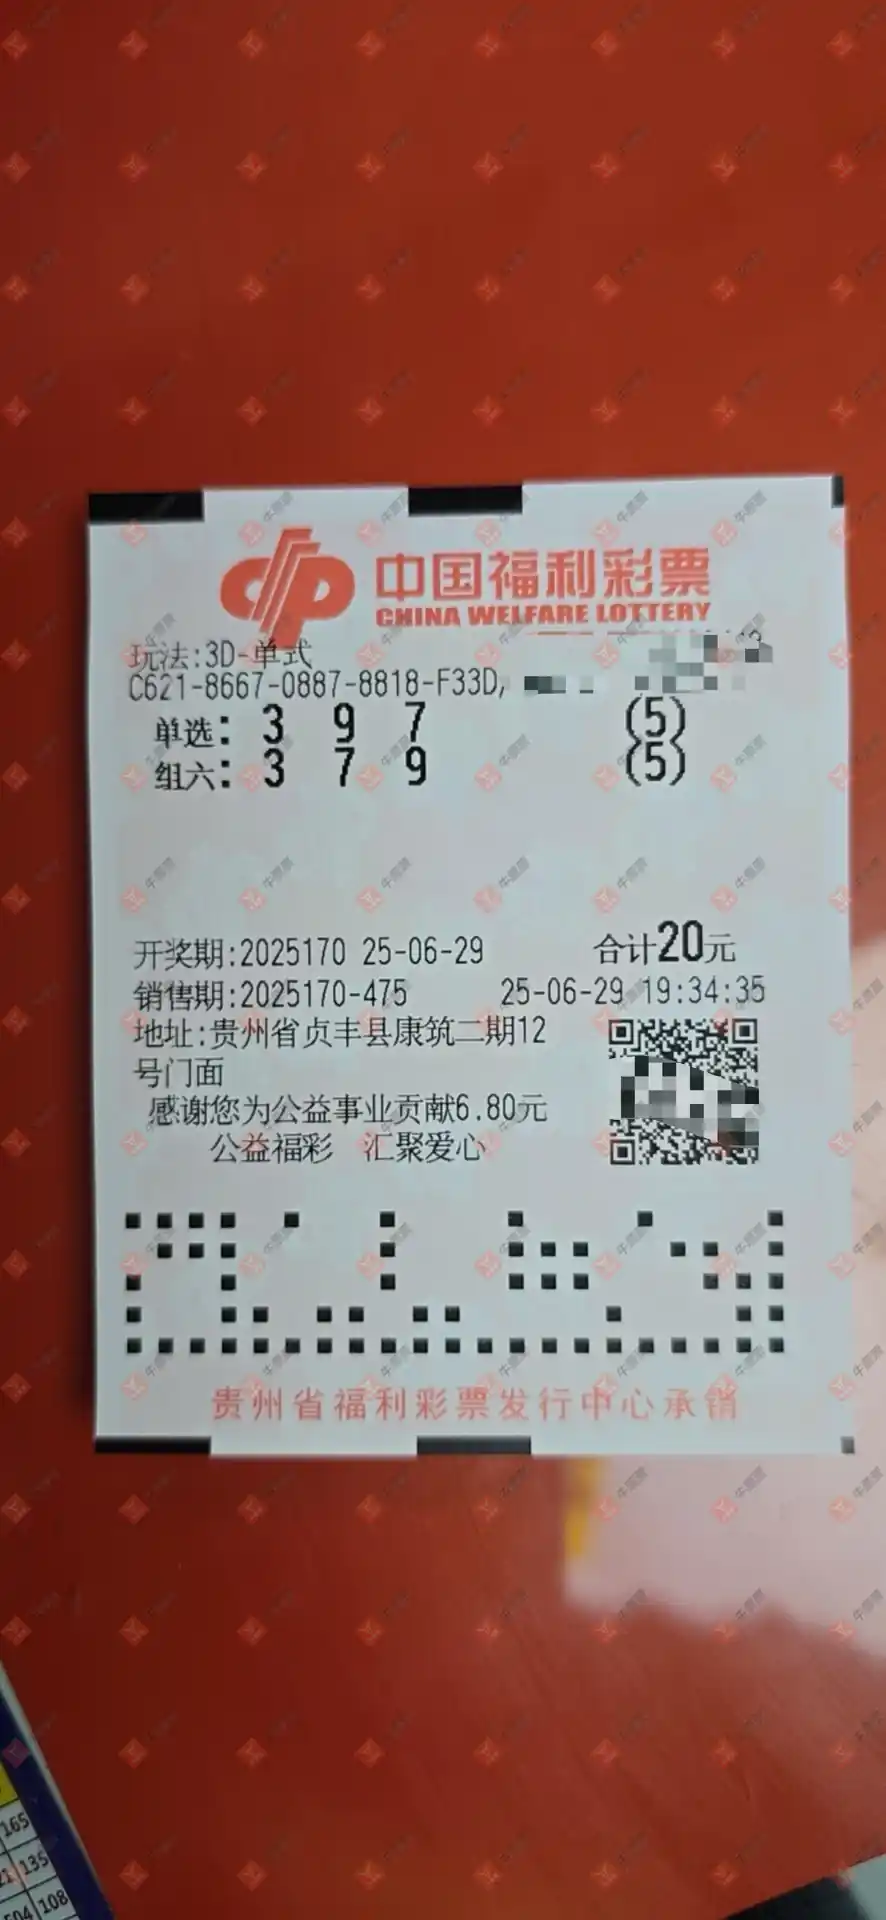 中国福利彩票
CHINA WELFARE LOTTERY
玩法:3D-单式
C621-8667-0887-8818-F33D,
单选: 3 9 7 (5)
组六: 3 7 9 (5)
开奖期:2025170 25-06-29 合计20元
销售期:2025170-475 25-06-29 19:34:35
地址:贵州省贞丰县康筑二期12
号门面
感谢您为公益事业贡献6.80元
公益福彩 汇聚爱心
贵州省福利彩票发行中心承销
165
135
108